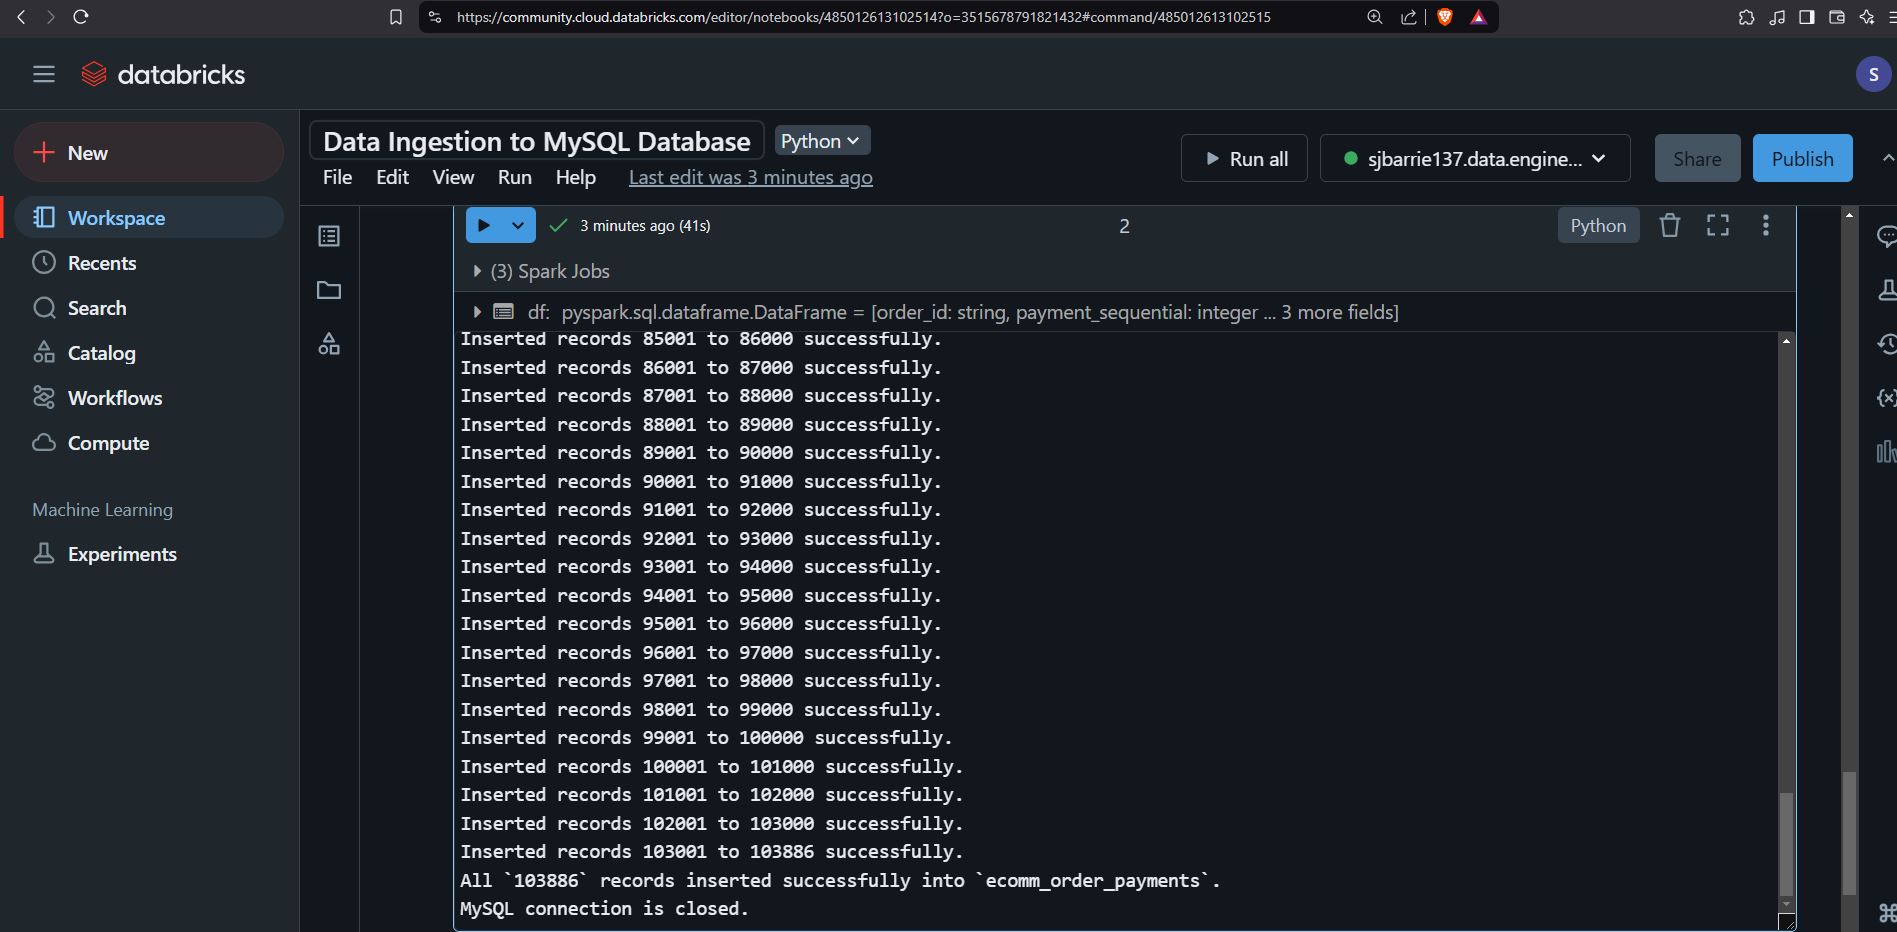 https://community.cloud.databricks.com/editor/notebooks/485012613102514?o=3515678791821432#command/485012613102515
databricks
S
New
Workspace
Recents
Search
Catalog
Workflows
Compute
Machine Learning
Experiments
Data Ingestion to MySQL Database
Python
File Edit View Run Help Last edit was 3 minutes ago
Run all
sjbarrie137.data.engine...
Share
Publish
3 minutes ago (41s)
2
Python
(3) Spark Jobs
df: pyspark.sql.dataframe.DataFrame = [order_id: string, payment_sequential: integer ... 3 more fields]
Inserted records 85001 to 86000 successfully.
Inserted records 86001 to 87000 successfully.
Inserted records 87001 to 88000 successfully.
Inserted records 88001 to 89000 successfully.
Inserted records 89001 to 90000 successfully.
Inserted records 90001 to 91000 successfully.
Inserted records 91001 to 92000 successfully.
Inserted records 92001 to 93000 successfully.
Inserted records 93001 to 94000 successfully.
Inserted records 94001 to 95000 successfully.
Inserted records 95001 to 96000 successfully.
Inserted records 96001 to 97000 successfully.
Inserted records 97001 to 98000 successfully.
Inserted records 98001 to 99000 successfully.
Inserted records 99001 to 100000 successfully.
Inserted records 100001 to 101000 successfully.
Inserted records 101001 to 102000 successfully.
Inserted records 102001 to 103000 successfully.
Inserted records 103001 to 103886 successfully.
All `103886` records inserted successfully into `ecomm_order_payments`.
MySQL connection is closed.